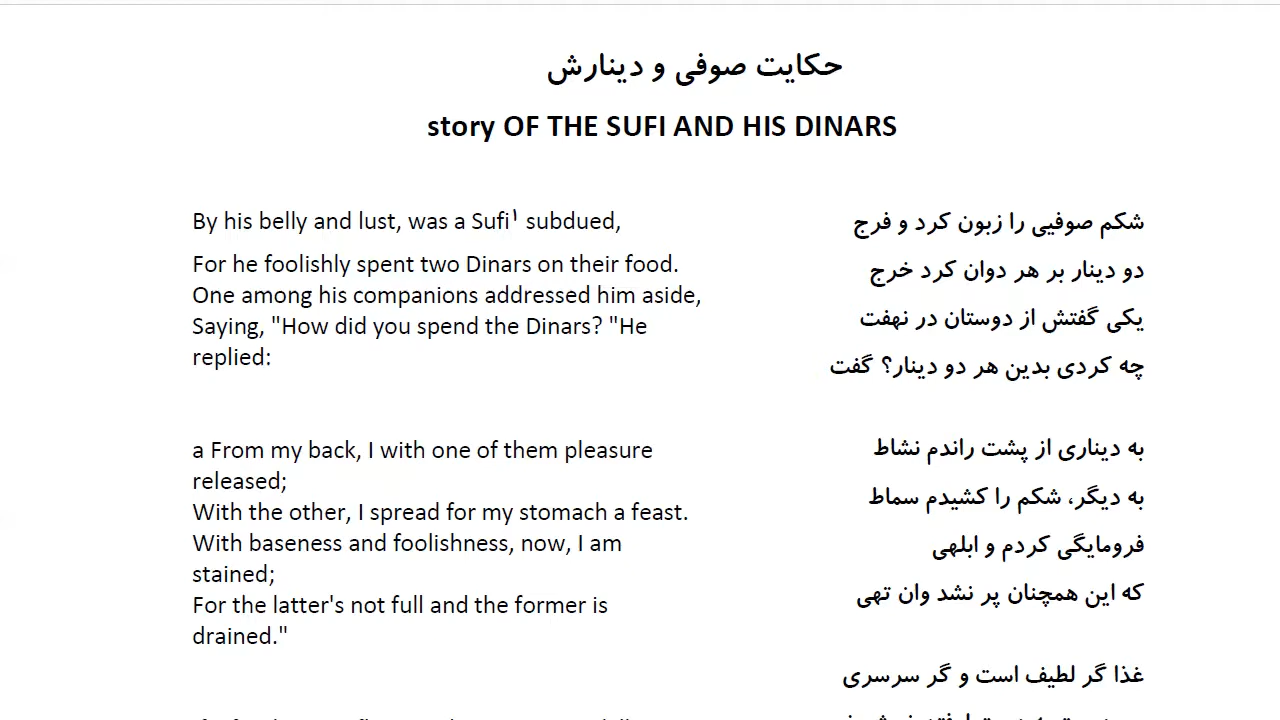 حکایت صوفی و دینارش
story OF THE SUFI AND HIS DINARS
By his belly and lust, was a Sufi۱ subdued,
For he foolishly spent two Dinars on their food.
One among his companions addressed him aside,
Saying, "How did you spend the Dinars? "He
replied:
a From my back, I with one of them pleasure
released;
With the other, I spread for my stomach a feast.
With baseness and foolishness, now, I am
stained;
For the latter's not full and the former is
drained."
شکم صوفیی را زبون کرد و فرج
دو دینار بر هر دوان کرد خرج
یکی گفتش از دوستان در نهفت
چه کردی بدین هر دو دینار؟ گفت
به دیناری از پشت راندم نشاط
به دیگر، شکم را کشیدم سماط
فرومایگی کردم و ابلهی
که این همچنان پر نشد وان تهی
غذا گر لطیف است و گر سرسری